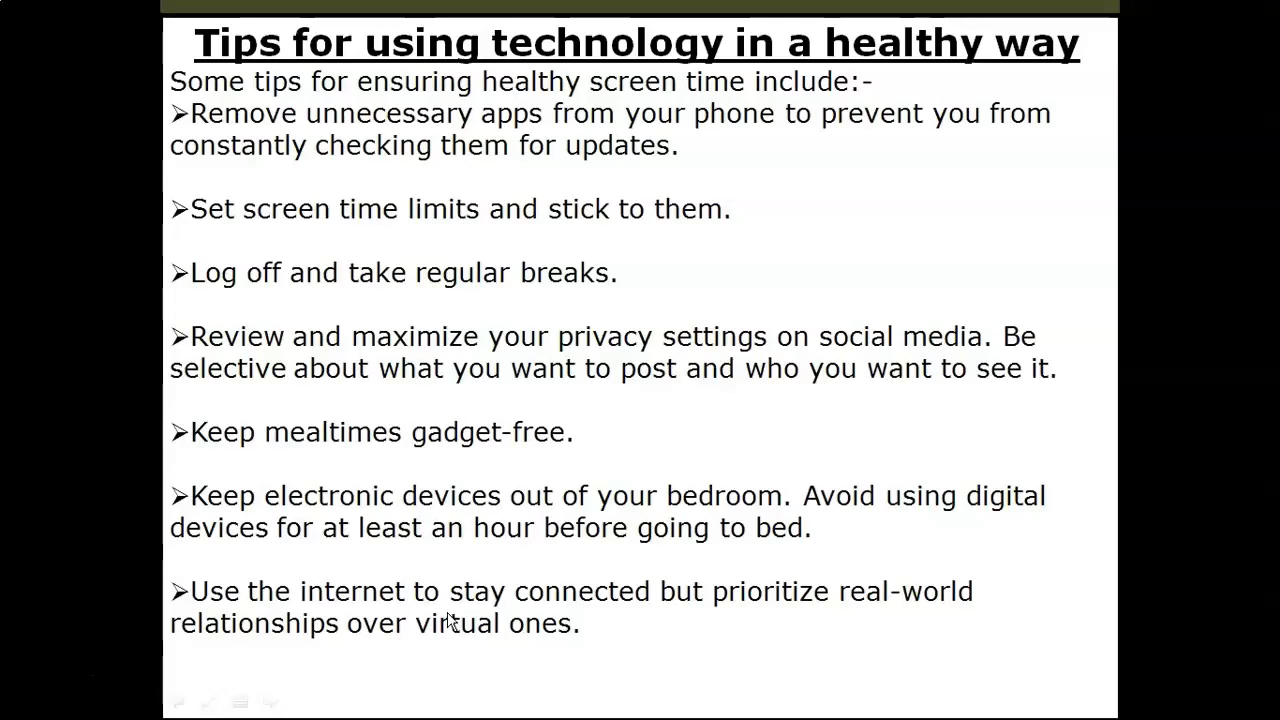 Tips for using technology in a healthy way
Some tips for ensuring healthy screen time include:-
➢Remove unnecessary apps from your phone to prevent you from
constantly checking them for updates.
➢Set screen time limits and stick to them.
➢Log off and take regular breaks.
➢Review and maximize your privacy settings on social media. Be
selective about what you want to post and who you want to see it.
➢Keep mealtimes gadget-free.
➢Keep electronic devices out of your bedroom. Avoid using digital
devices for at least an hour before going to bed.
➢Use the internet to stay connected but prioritize real-world
relationships over virtual ones.